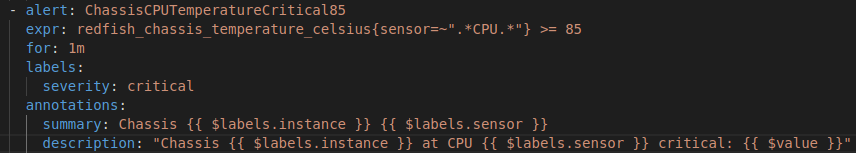 - alert: ChassisCPUTemperatureCritical85
expr: redfish_chassis_temperature_celsius{sensor=~".*CPU.*"} >= 85
for: 1m
labels:
severity: critical
annotations:
summary: Chassis {{ $labels.instance }} {{ $labels.sensor }}
description: "Chassis {{ $labels.instance }} at CPU {{ $labels.sensor }} critical: {{ $value }}"